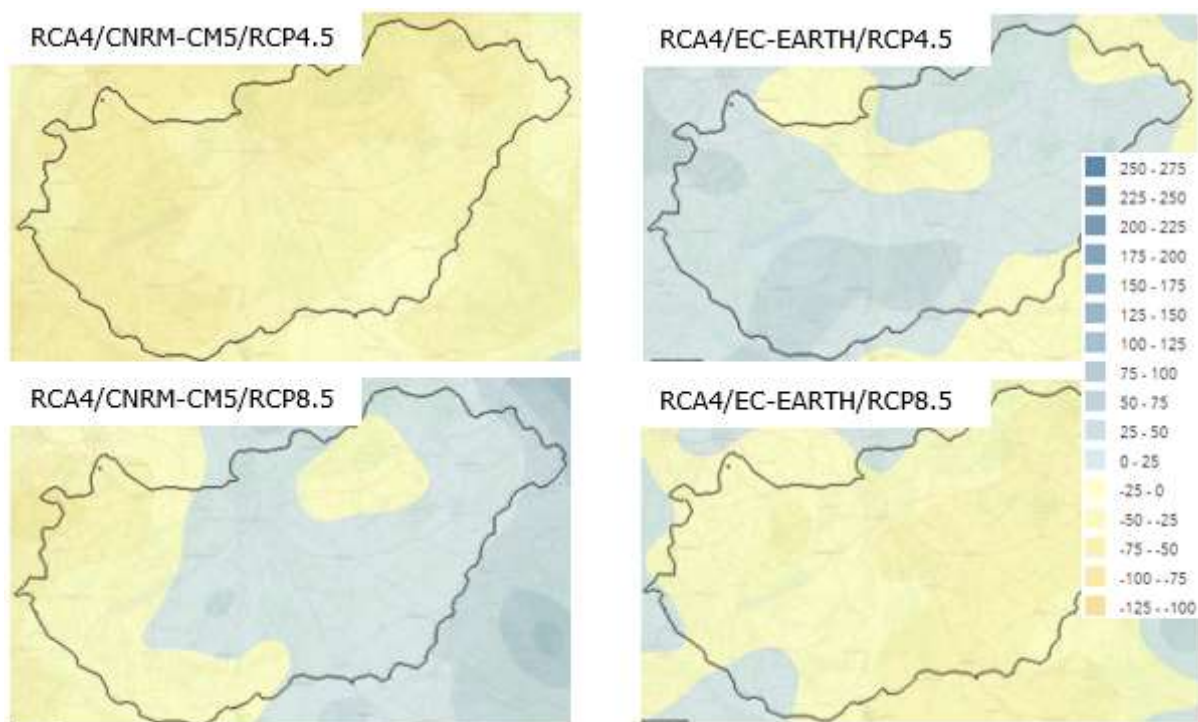 RCA4/CNRM-CM5/RCP4.5
RCA4/EC-EARTH/RCP4.5
250 - 275
225 - 250
200 - 225
175 - 200
150 - 175
125 - 150
100 - 125
75 - 100
50 - 75
25 - 50
0 - 25
-25 - 0
-50 - -25
-75 - -50
-100 - -75
-125 - -100
RCA4/CNRM-CM5/RCP8.5
RCA4/EC-EARTH/RCP8.5